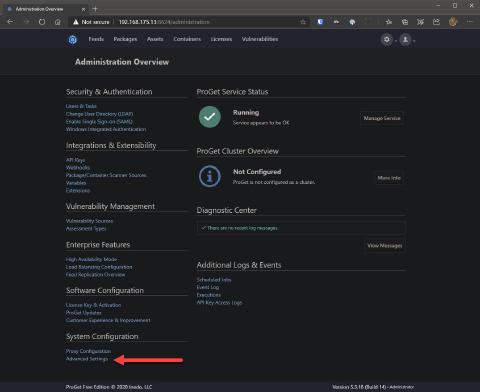 Administration Overview
Not secure | 192.168.175.13:8624/administration
Feeds Packages Assets Containers Licenses Vulnerabilities
Administration Overview
Security & Authentication
Users & Tasks
Change User Directory (LDAP)
Enable Single Sign-on (SAML)
Windows Integrated Authentication
Integrations & Extensibility
API Keys
Webhooks
Package/Container Scanner Sources
Variables
Extensions
Vulnerability Management
Vulnerability Sources
Assessment Types
Enterprise Features
High Availability Mode
Load Balancing Configuration
Feed Replication Overview
Software Configuration
License Key & Activation
ProGet Updates
Customer Experience & Improvement
System Configuration
Proxy Configuration
Advanced Settings
ProGet Service Status
Running
Service appears to be OK
Manage Service
ProGet Cluster Overview
Not Configured
ProGet is not configured as a cluster.
More Info
Diagnostic Center
There are no recent log messages.
View Messages
Additional Logs & Events
Scheduled Jobs
Event Log
Executions
API Key Access Logs
ProGet Free Edition © 2020 Inedo, LLC
Version 5.3.18 (Build 14) • Administrator